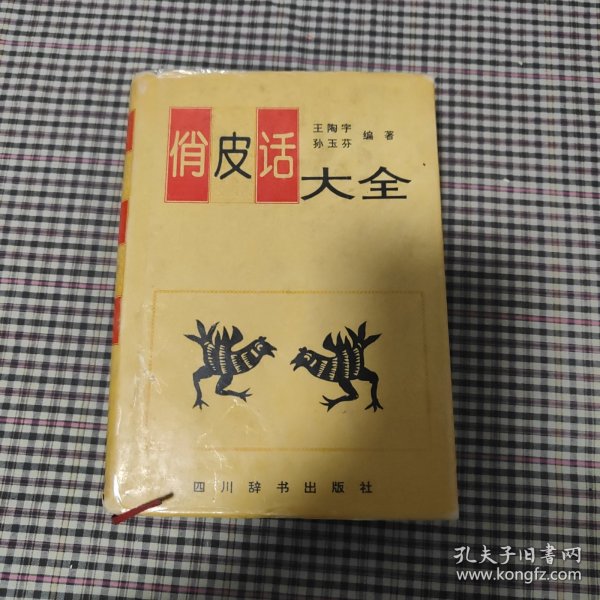 俏皮话
王陶宇
孙玉芬
编著
大全
四川辞书出版社
孔夫子旧书网
www.kongfz.com